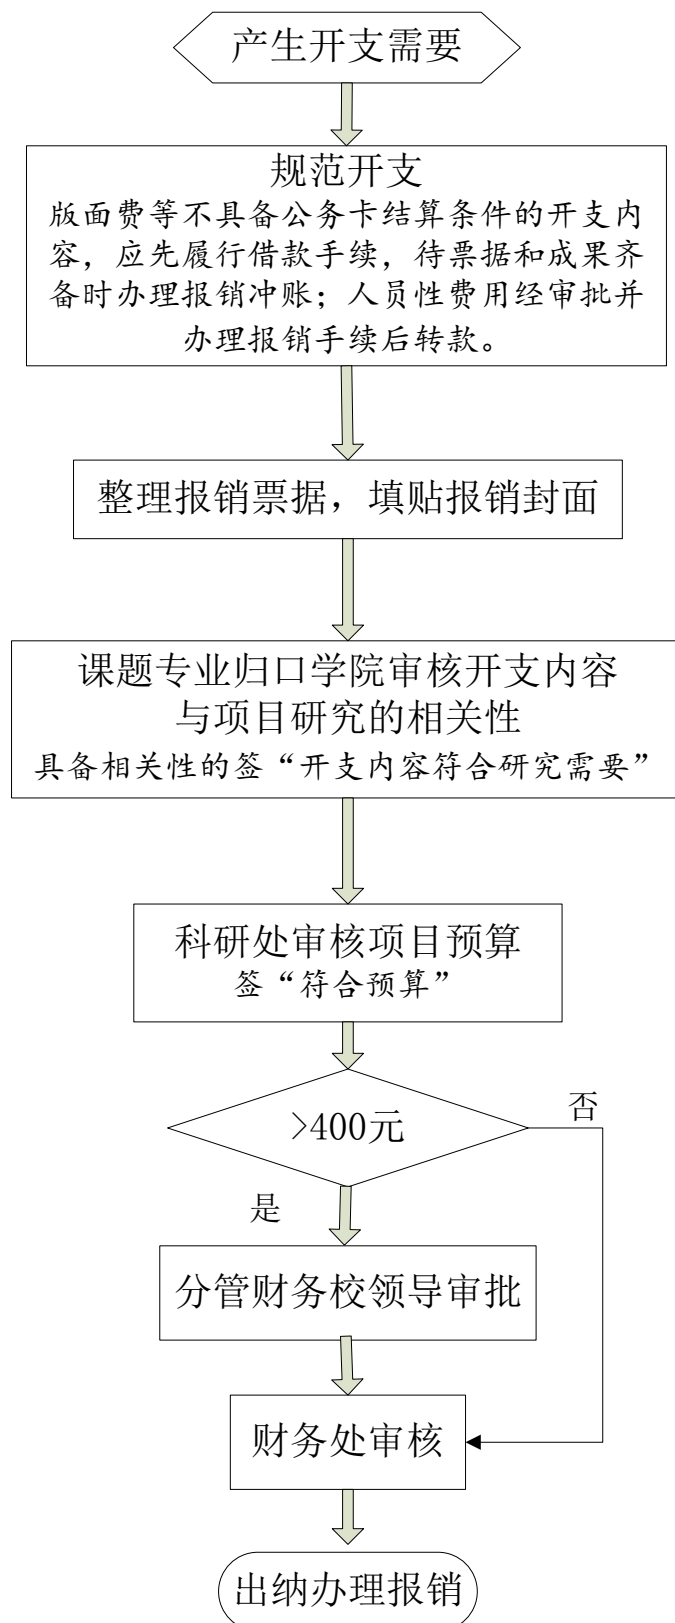 产生开支需要
规范开支
版面费等不具备公务卡结算条件的开支内
容，应先履行借款手续，待票据和成果齐
备时办理报销冲账；人员性费用经审批并
办理报销手续后转款。
整理报销票据，填贴报销封面
课题专业归口学院审核开支内容
与项目研究的相关性
具备相关性的签“开支内容符合研究需要”
科研处审核项目预算
签“符合预算”
>400元
否
是
分管财务校领导审批
财务处审核
出纳办理报销